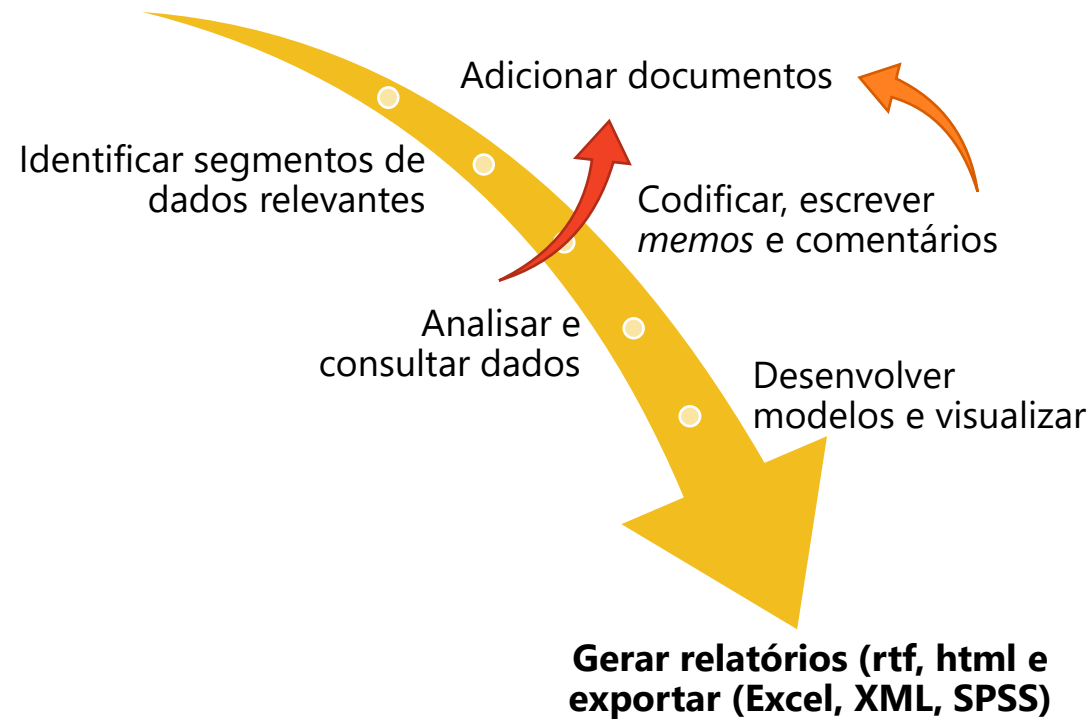 Adicionar documentos
Identificar segmentos de
dados relevantes
Codificar, escrever
memos e comentários
Analisar e
consultar dados
Desenvolver
modelos e visualizar
Gerar relatórios (rtf, html e
exportar (Excel, XML, SPSS)